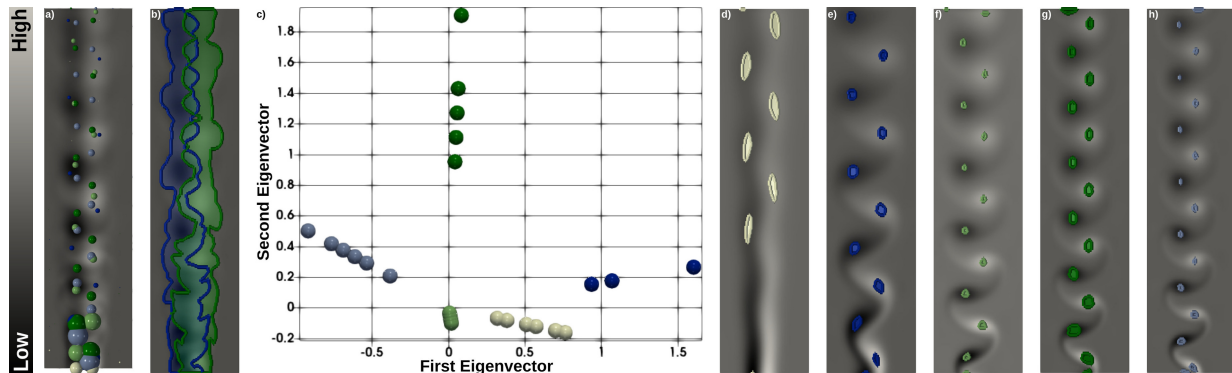 High
Low
a)
b)
c)
Second Eigenvector
1.8
1.6
1.4
1.2
1
0.8
0.6
0.4
0.2
0
-0.2
-0.5
0
0.5
1
1.5
First Eigenvector
d)
e)
f)
g)
h)